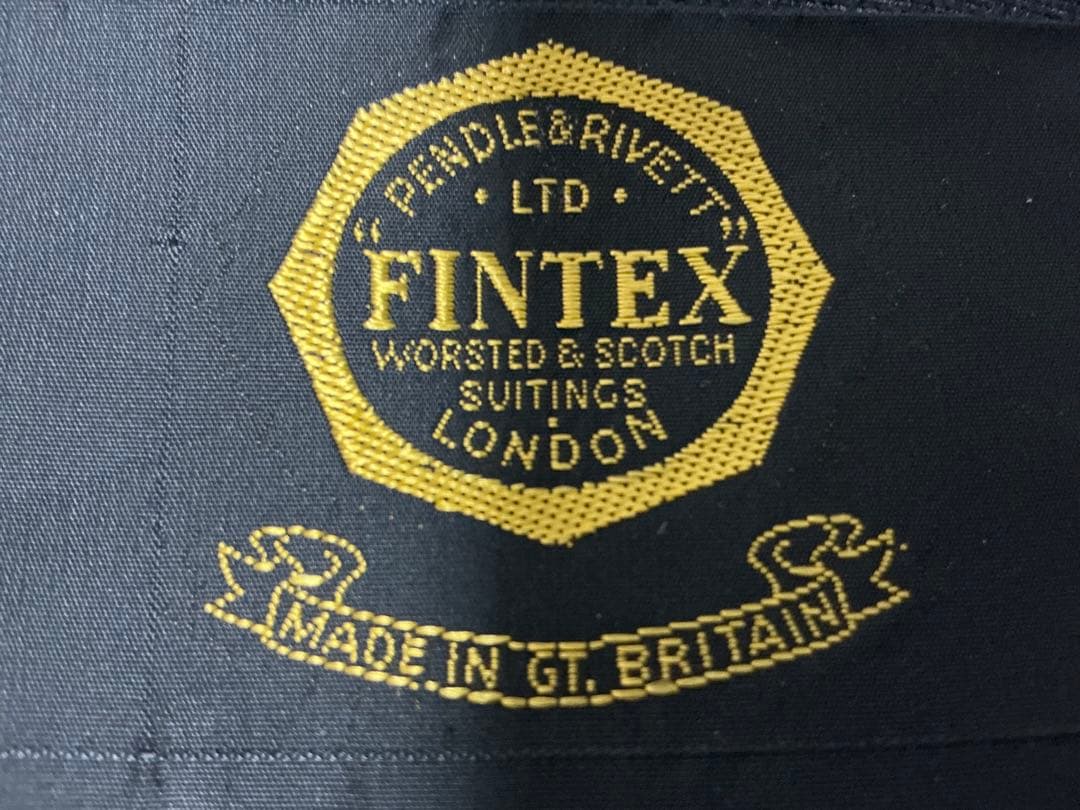 PENDLE & RIVETT
· LTD ·
"FINTEX"
WORSTED & SCOTCH
SUITINGS
·
LONDON
MADE IN GT. BRITAIN